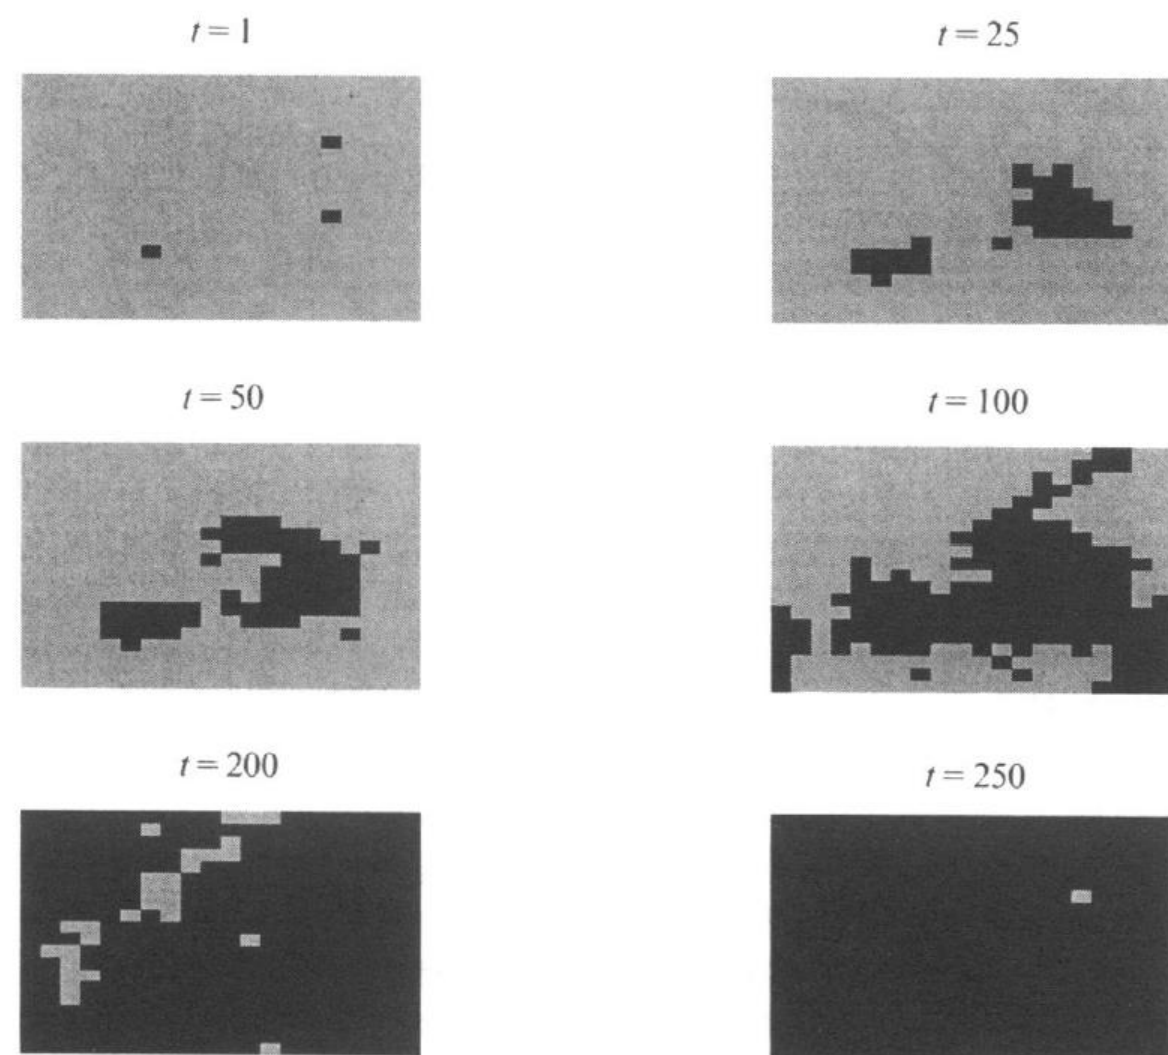 t = 1
t = 25
t = 50
t = 100
t = 200
t = 250